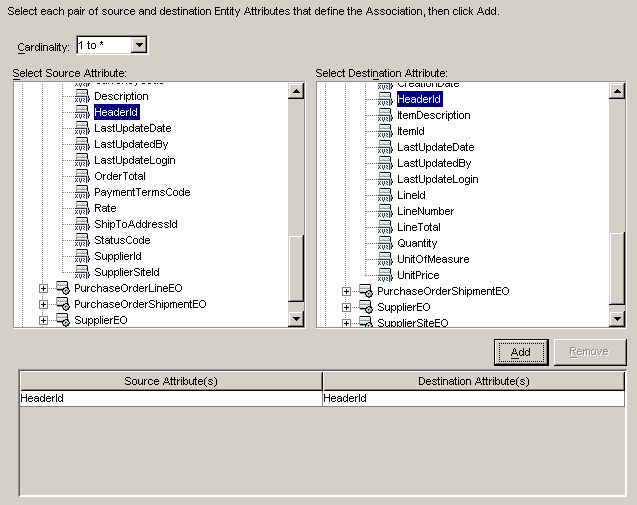 Select each pair of source and destination Entity Attributes that define the Association, then click Add.
Cardinality: 1 to *
Select Source Attribute:
Description
HeaderId
LastUpdateDate
LastUpdatedBy
LastUpdateLogin
OrderTotal
PaymentTermsCode
Rate
ShipToAddressId
StatusCode
SupplierId
SupplierSiteId
PurchaseOrderLineEO
PurchaseOrderShipmentEO
SupplierEO
Select Destination Attribute:
CreationDate
HeaderId
ItemDescription
ItemId
LastUpdateDate
LastUpdatedBy
LastUpdateLogin
LineId
LineNumber
LineTotal
Quantity
UnitOfMeasure
UnitPrice
PurchaseOrderShipmentEO
SupplierEO
SupplierSiteEO
Add Remove
Source Attribute(s) Destination Attribute(s)
HeaderId HeaderId